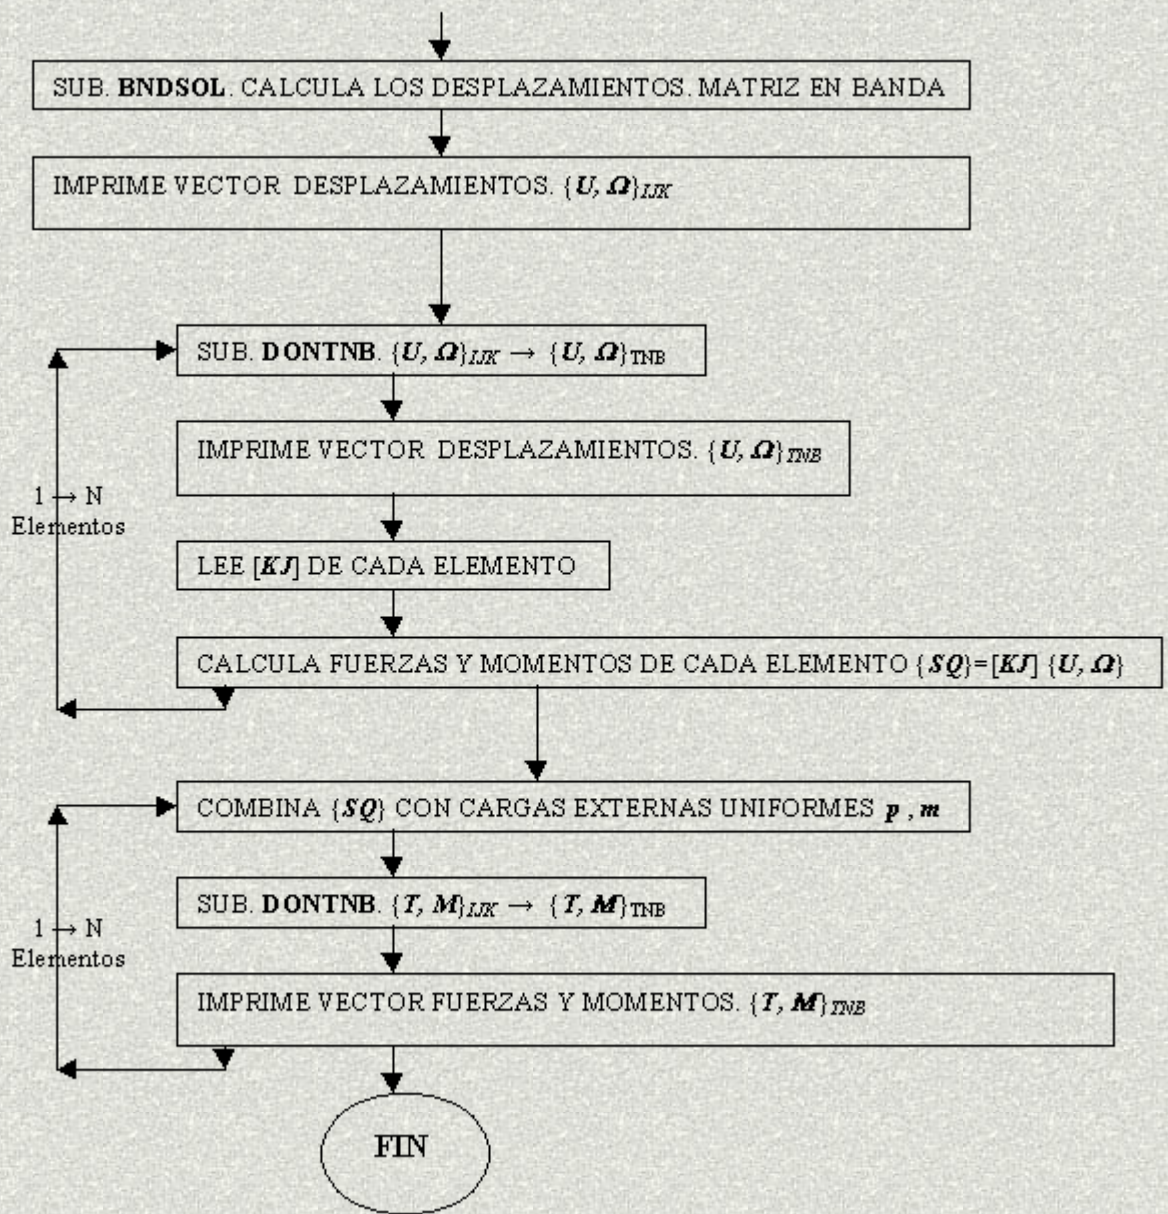 SUB. BNDSOL. CALCULA LOS DESPLAZAMIENTOS. MATRIZ EN BANDA
IMPRIME VECTOR DESPLAZAMIENTOS. {U, Ω}IJK
SUB. DONTNB. {U, Ω}IJK → {U, Ω}TNB
IMPRIME VECTOR DESPLAZAMIENTOS. {U, Ω}TNB
1 → N
Elementos
LEE [KJ] DE CADA ELEMENTO
CALCULA FUERZAS Y MOMENTOS DE CADA ELEMENTO {SQ}=[KJ] {U, Ω}
COMBINA {SQ} CON CARGAS EXTERNAS UNIFORMES p , m
SUB. DONTNB. {T, M}IJK → {T, M}TNB
1 → N
Elementos
IMPRIME VECTOR FUERZAS Y MOMENTOS. {T, M}TNB
FIN